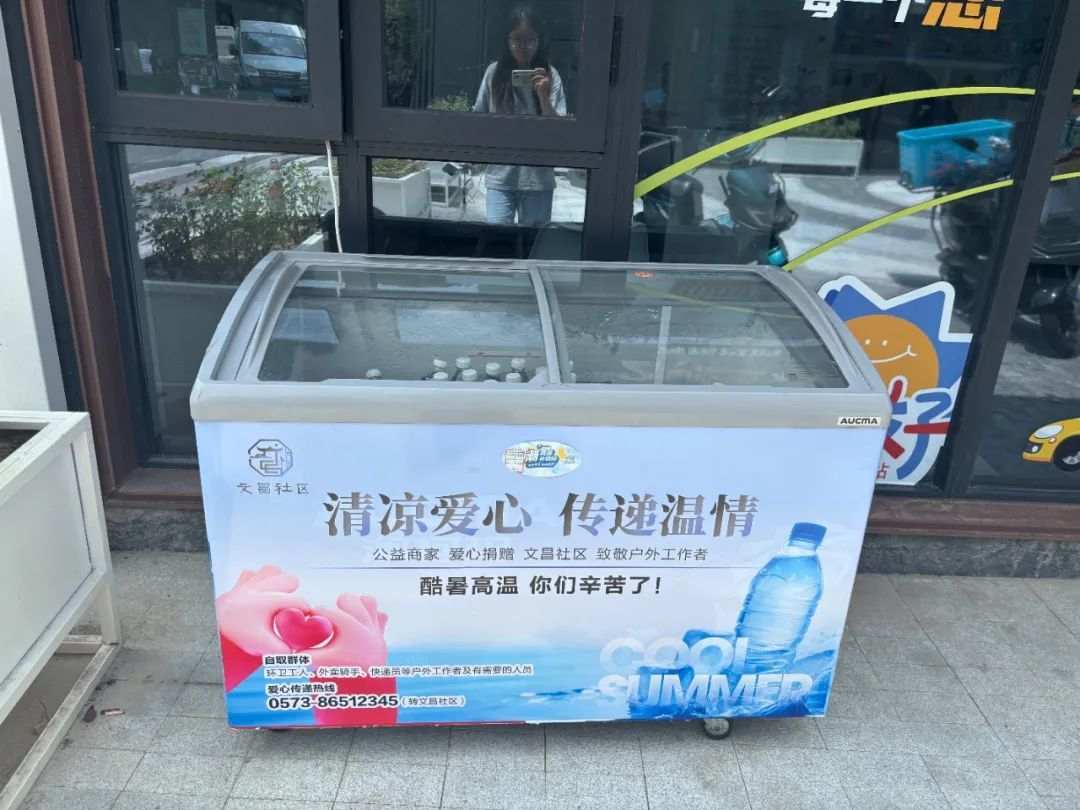 每一个
AUCMA
文昌社区
清凉爱心 传递温情
公益商家 爱心捐赠 文昌社区 致敬户外工作者
酷暑高温 你们辛苦了!
COOL
SUMMER
自取群体
环卫工人、外卖骑手、快递员等户外工作者及有需要的人员
爱心传递热线
0573-86512345(转文昌社区)
站